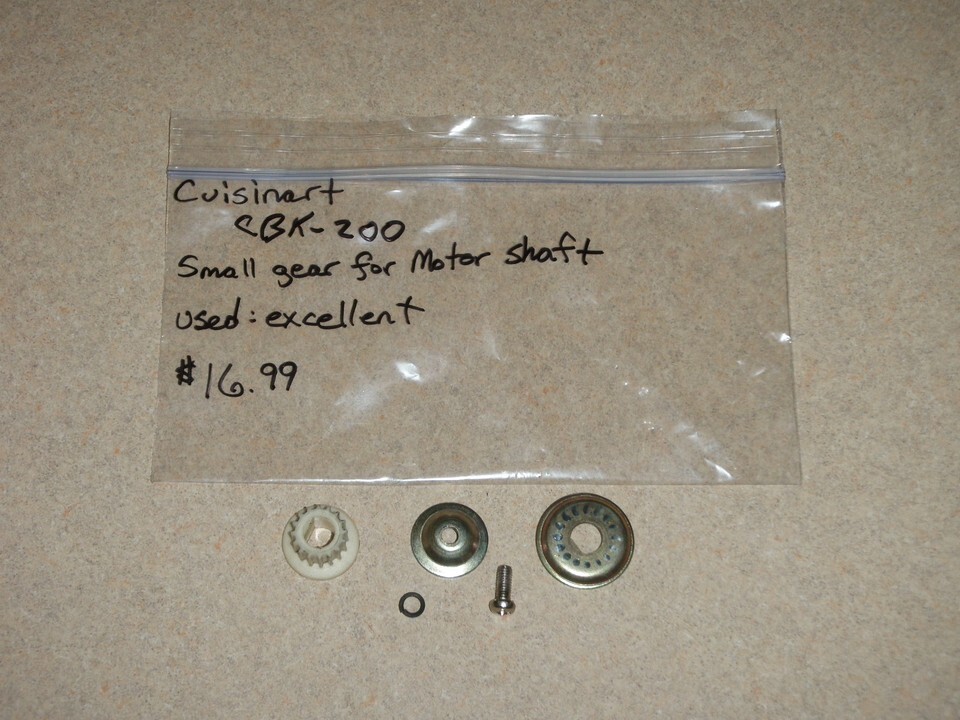 Cuisinart
CBK-200
Small gear for Motor shaft
used: excellent
$16.99